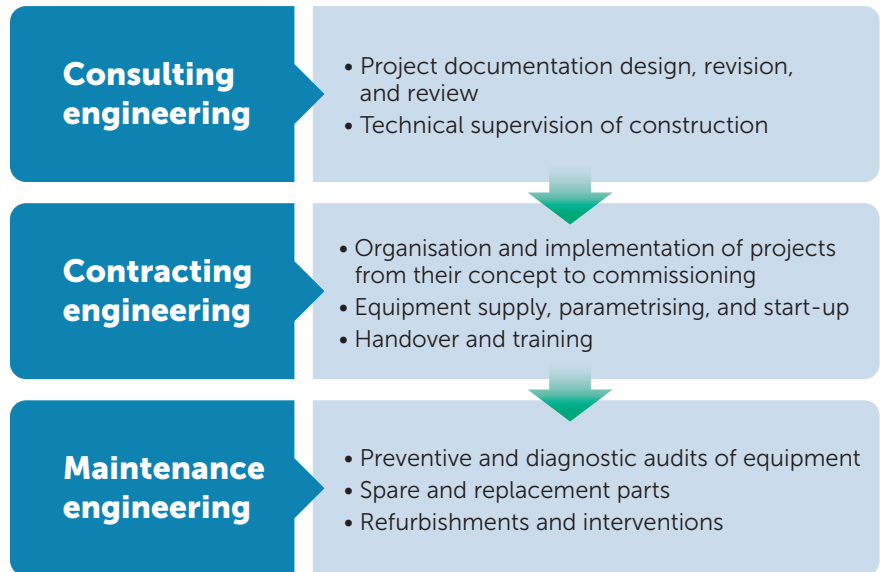 Consulting
engineering
• Project documentation design, revision,
and review
• Technical supervision of construction
Contracting
engineering
• Organisation and implementation of projects
from their concept to commissioning
• Equipment supply, parametrising, and start-up
• Handover and training
Maintenance
engineering
• Preventive and diagnostic audits of equipment
• Spare and replacement parts
• Refurbishments and interventions